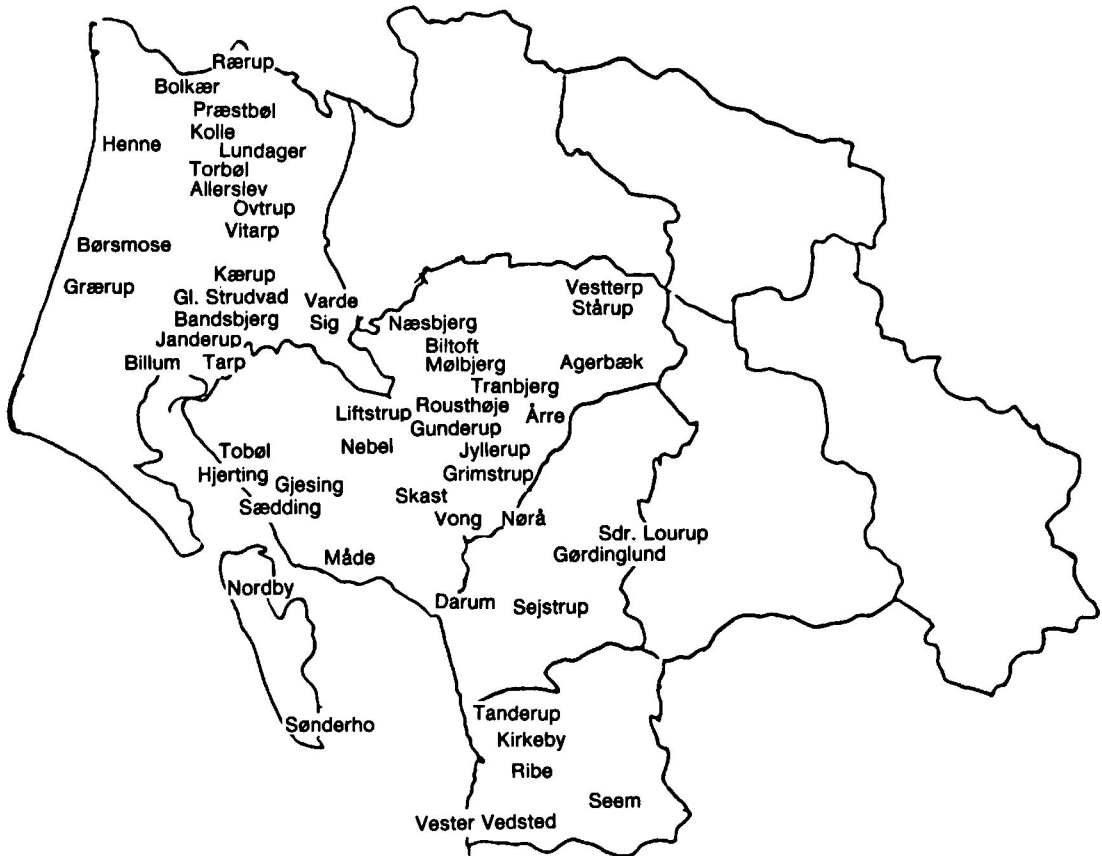 Rærup
Bolkær
Præstbøl
Kolle
Henne
Lundager
Torbøl
Allerslev
Ovtrup
Vitarp
Børsmose
Kærup
Grærup
Gl. Strudvad
Varde
Bandsbjerg
Sig
Janderup
Billum
Tarp
Vestterp
Stårup
Næsbjerg
Biltoft
Mølbjerg
Agerbæk
Tranbjerg
Liftstrup
Rousthøje
Årre
Gunderup
Nebel
Jyllerup
Tobøl
Grimstrup
Hjerting
Gjesing
Skast
Sædding
Vong
Nørå
Sdr. Lourup
Gørdinglund
Måde
Nordby
Darum
Sejstrup
Sønderho
Tanderup
Kirkeby
Ribe
Seem
Vester Vedsted